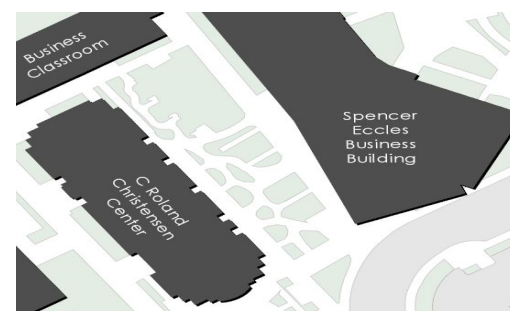 Business
Classroom
Spencer
Eccles
Business
Building
C Roland
Christensen
Center